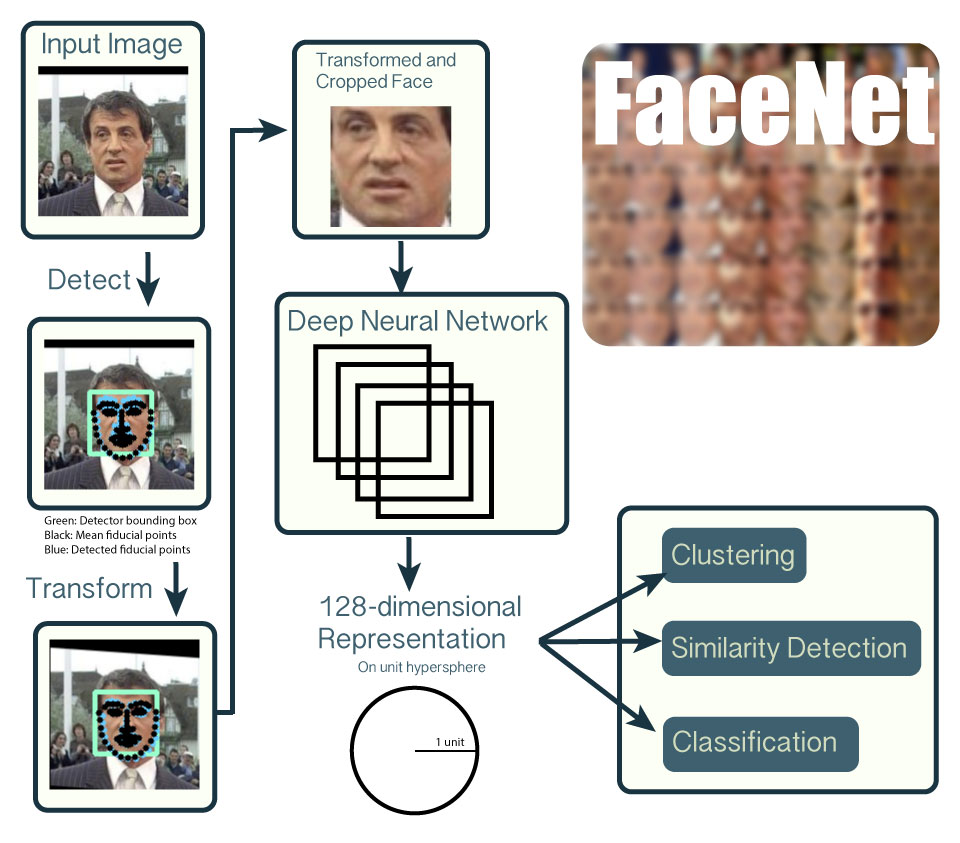 Input Image
Detect
Green: Detector bounding box
Black: Mean fiducial points
Blue: Detected fiducial points
Transform
Transformed and
Cropped Face
Deep Neural Network
128-dimensional
Representation
On unit hypersphere
1 unit
FaceNet
Clustering
Similarity Detection
Classification